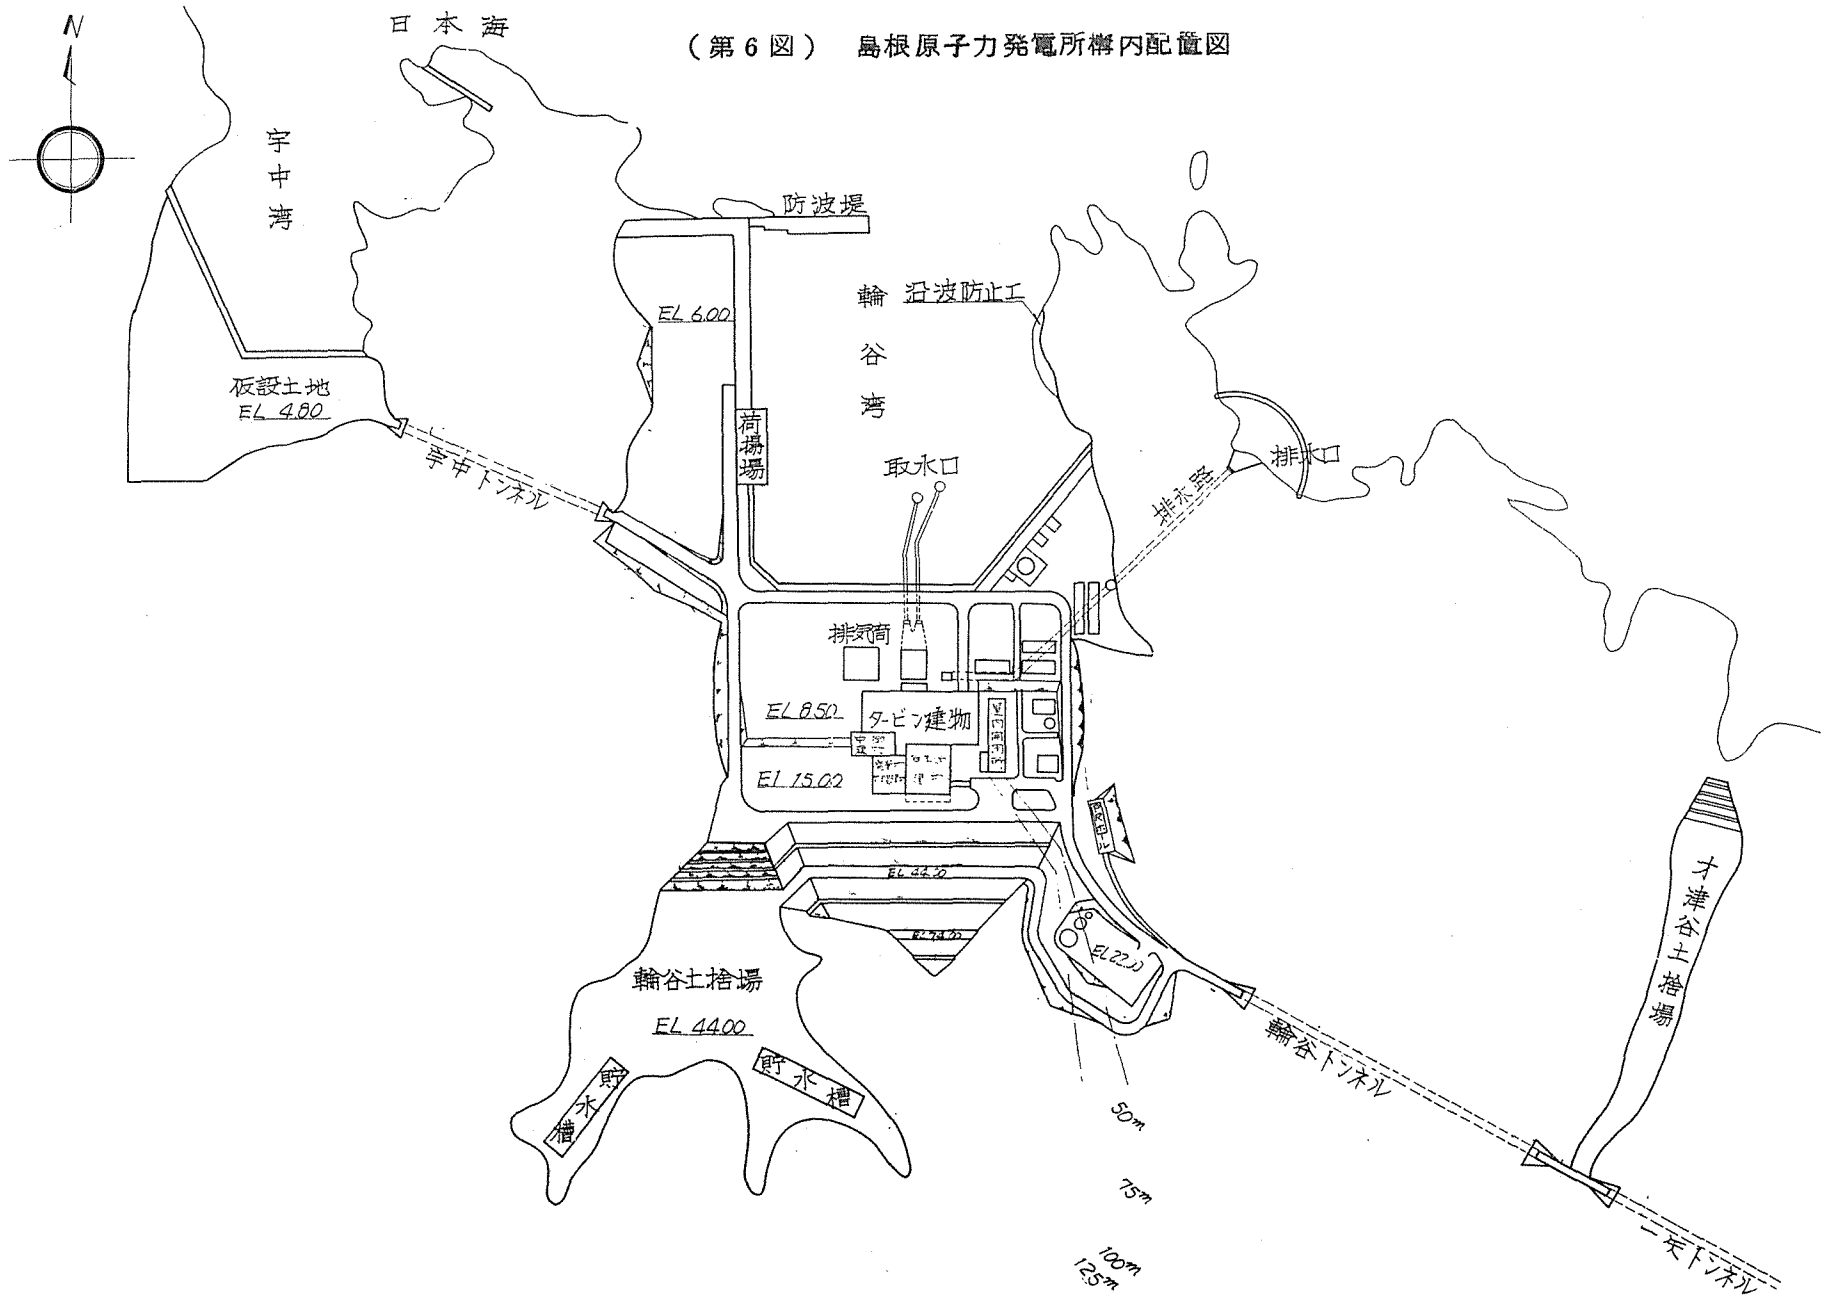 N
日本海
(第6図) 島根原子力発電所構内配置図
宇中湾
防波堤
輪谷湾
沿波防止工
EL 6.00
仮設土地
EL 4.80
荷揚場
取水口
排水口
排水路
宇中トンネル
排気筒
EL 8.50
タービン建物
EL 15.00
EL 44.00
EL 74.00
EL 22.00
輪谷土捨場
EL 44.00
貯水槽
貯水槽
才津谷土捨場
輪谷トンネル
一矢トンネル
50m
75m
100m
125m